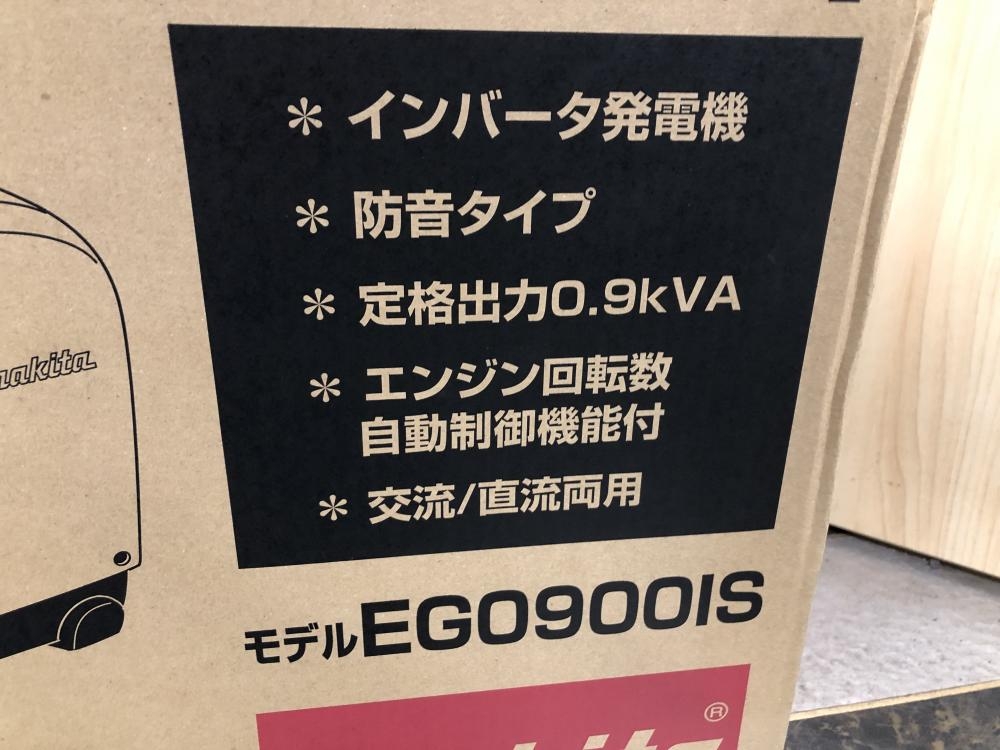 * インバータ発電機
* 防音タイプ
* 定格出力0.9kVA
* エンジン回転数
自動制御機能付
* 交流/直流両用
モデルEG0900IS
makita
®